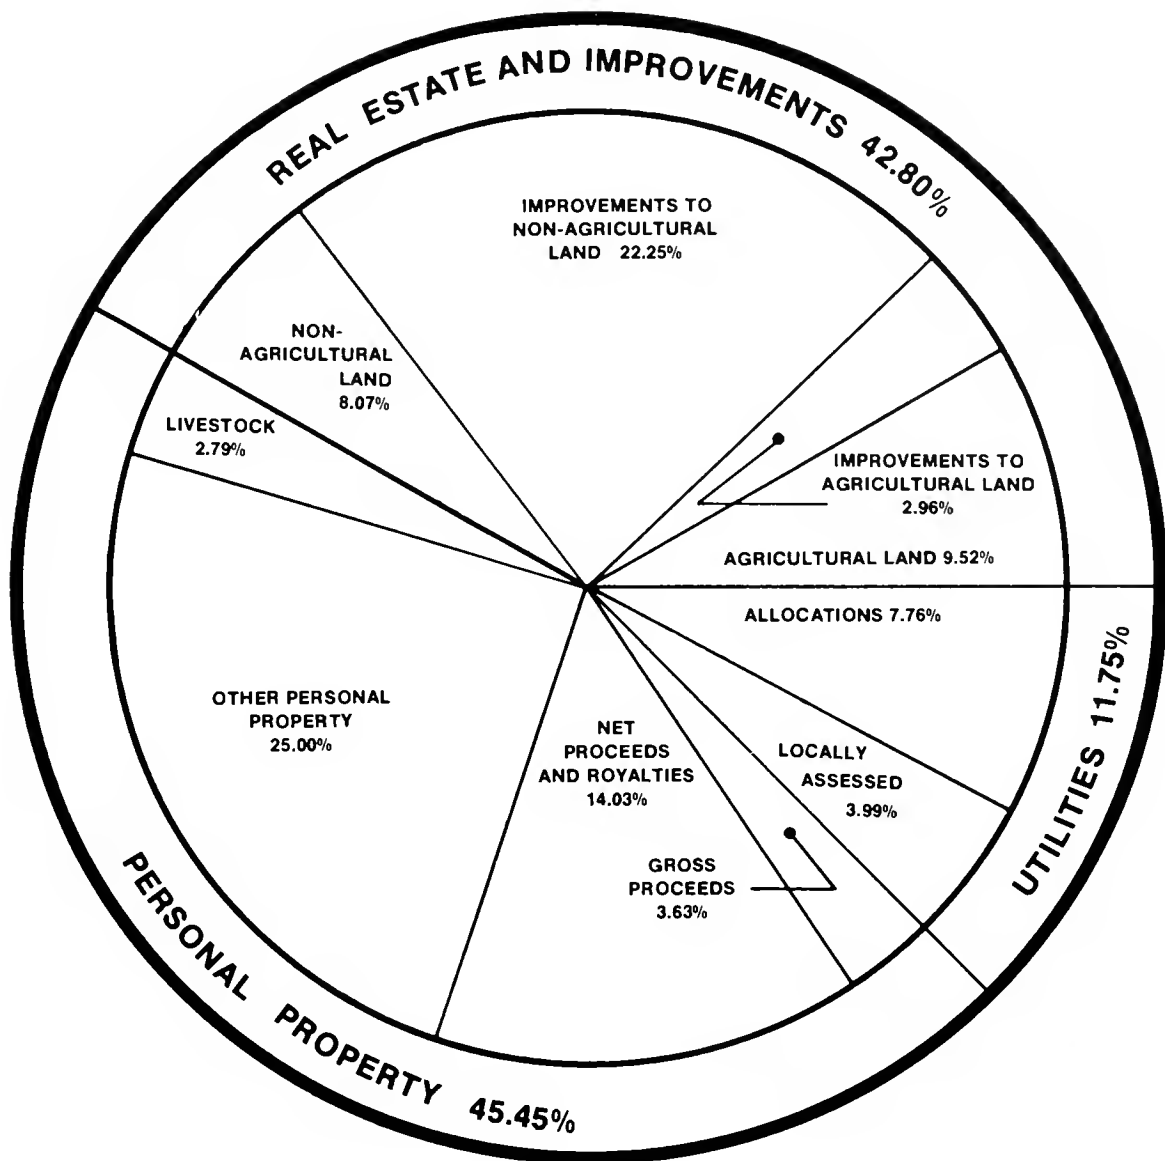 REAL ESTATE AND IMPROVEMENTS 42.80%
IMPROVEMENTS TO
NON-AGRICULTURAL
LAND 22.25%
NON-
AGRICULTURAL
LAND
8.07%
LIVESTOCK
2.79%
IMPROVEMENTS TO
AGRICULTURAL LAND
2.96%
AGRICULTURAL LAND 9.52%
ALLOCATIONS 7.76%
UTILITIES 11.75%
OTHER PERSONAL
PROPERTY
25.00%
NET
PROCEEDS
AND ROYALTIES
14.03%
LOCALLY
ASSESSED
3.99%
GROSS
PROCEEDS
3.63%
PERSONAL PROPERTY 45.45%